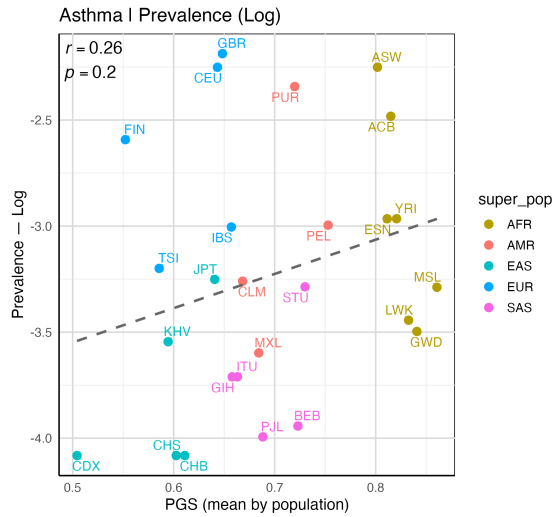 Asthma | Prevalence (Log)
r = 0.26
p = 0.2
GBR
CEU
ASW
PUR
ACB
FIN
YRI
ESN
IBS
PEL
TSI
JPT
CLM
STU
MSL
LWK
GWD
KHV
MXL
ITU
GIH
BEB
PJL
CHS
CDX
CHB
-2.5
-3.0
-3.5
-4.0
0.5
0.6
0.7
0.8
Prevalence – Log
PGS (mean by population)
super_pop
AFR
AMR
EAS
EUR
SAS